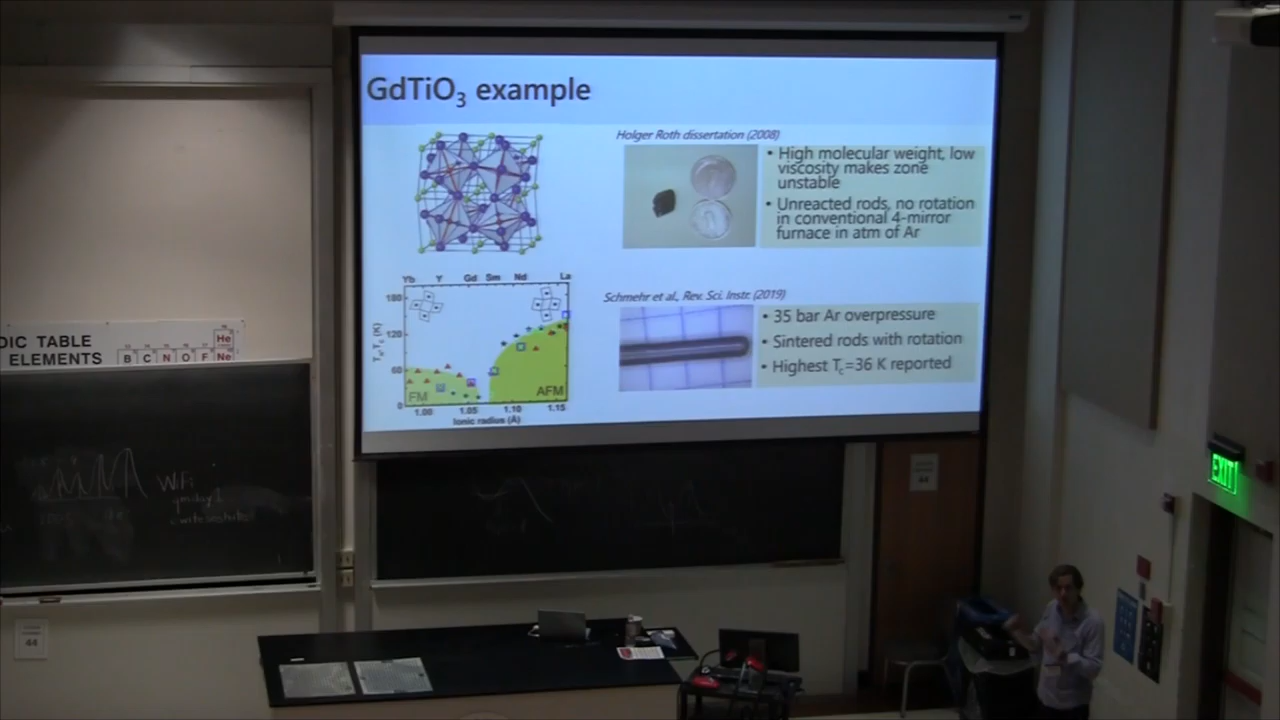 GdTiO3 example
Holger Roth dissertation (2008)
• High molecular weight, low
viscosity makes zone
unstable
• Unreacted rods, no rotation
in conventional 4-mirror
furnace in atm of Ar
Yb Y Gd Sm Nd La
180
120
60
0
FM
AFM
1.00 1.05 1.10 1.15
Ionic radius (Å)
Schmehr et al., Rev. Sci. Instr. (2019)
• 35 bar Ar overpressure
• Sintered rods with rotation
• Highest Tc=36 K reported
DIC TABLE
ELEMENTS
He
B C N O F Ne
WiFi
EXIT
44
44